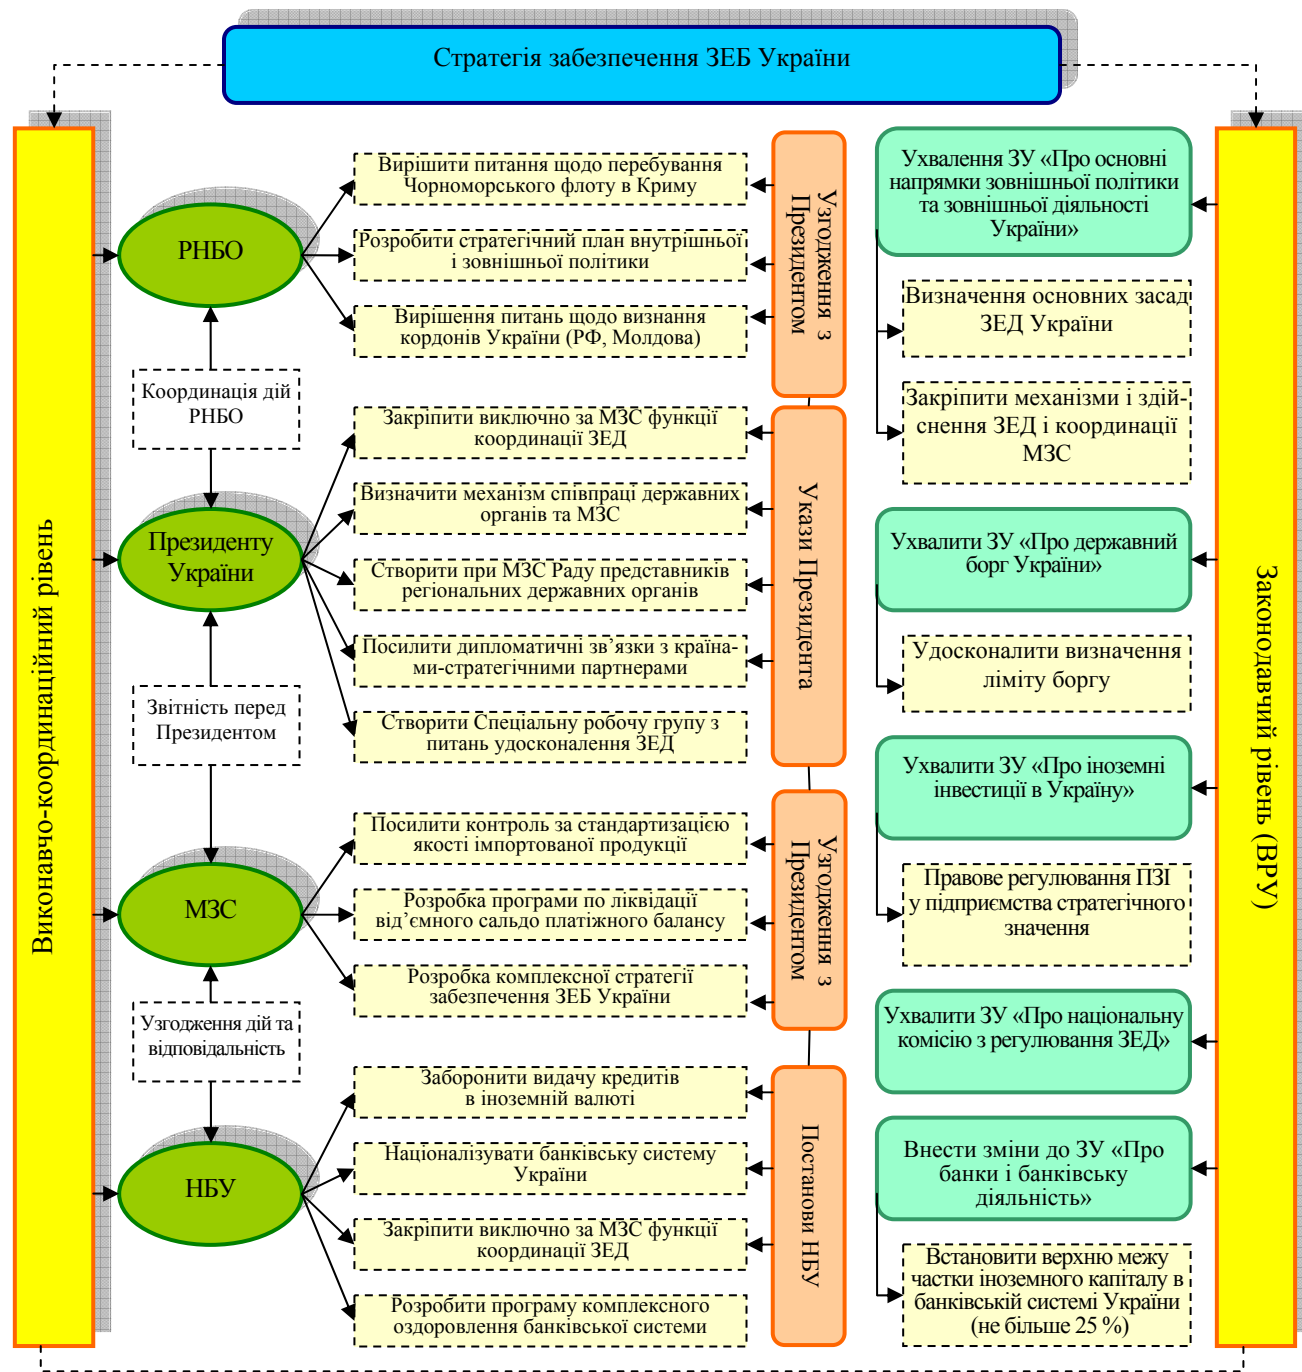 Стратегія забезпечення ЗЕБ України
Виконавчо-координаційний рівень
РНБО
Координація дій
РНБО
Президенту
України
Звітність перед
Президентом
МЗС
Узгодження дій та
відповідальність
НБУ
Вирішити питання щодо перебування
Чорноморського флоту в Криму
Розробити стратегічний план внутрішньої
і зовнішньої політики
Вирішення питань щодо визнання
кордонів України (РФ, Молдова)
Закріпити виключно за МЗС функції
координації ЗЕД
Визначити механізм співпраці державних
органів та МЗС
Створити при МЗС Раду представників
регіональних державних органів
Посилити дипломатичні зв’язки з країна-
ми-стратегічними партнерами
Створити Спеціальну робочу групу з
питань удосконалення ЗЕД
Посилити контроль за стандартизацією
якості імпортованої продукції
Розробка програми по ліквідації
від’ємного сальдо платіжного балансу
Розробка комплексної стратегії
забезпечення ЗЕБ України
Заборонити видачу кредитів
в іноземній валюті
Націоналізувати банківську систему
України
Закріпити виключно за МЗС функції
координації ЗЕД
Розробити програму комплексного
оздоровлення банківської системи
Узгодження з
Президентом
Укази Президента
Узгодження з
Президентом
Постанови НБУ
Ухвалення ЗУ «Про основні
напрямки зовнішньої політики
та зовнішньої діяльності
України»
Визначення основних засад
ЗЕД України
Закріпити механізми і здій-
снення ЗЕД і координації
МЗС
Ухвалити ЗУ «Про державний
борг України»
Удосконалити визначення
ліміту боргу
Ухвалити ЗУ «Про іноземні
інвестиції в Україну»
Правове регулювання ПЗІ
у підприємства стратегічного
значення
Ухвалити ЗУ «Про національну
комісію з регулювання ЗЕД»
Внести зміни до ЗУ «Про
банки і банківську
діяльність»
Встановити верхню межу
частки іноземного капіталу в
банківській системі України
(не більше 25 %)
Законодавчий рівень (ВРУ)